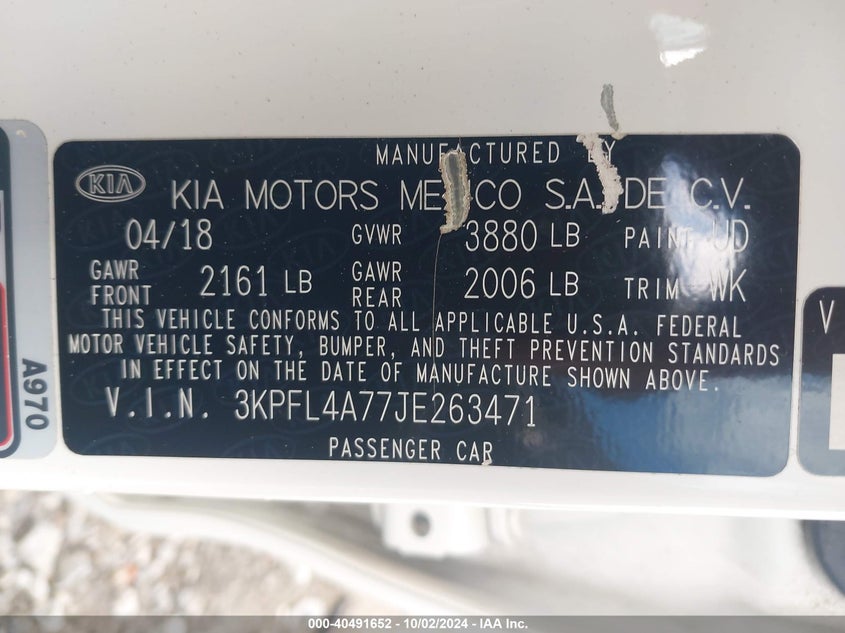 MANUFACTURED BY
KIA KIA MOTORS MEXICO S.A. DE C.V.
04/18 GVWR 3880 LB PAINT UD
GAWR FRONT 2161 LB GAWR REAR 2006 LB TRIM WK
THIS VEHICLE CONFORMS TO ALL APPLICABLE U.S.A. FEDERAL
MOTOR VEHICLE SAFETY, BUMPER, AND THEFT PREVENTION STANDARDS
IN EFFECT ON THE DATE OF MANUFACTURE SHOWN ABOVE.
V.I.N. 3KPFL4A77JE263471
PASSENGER CAR
A970
V
000-40491652 - 10/02/2024 - IAA Inc.